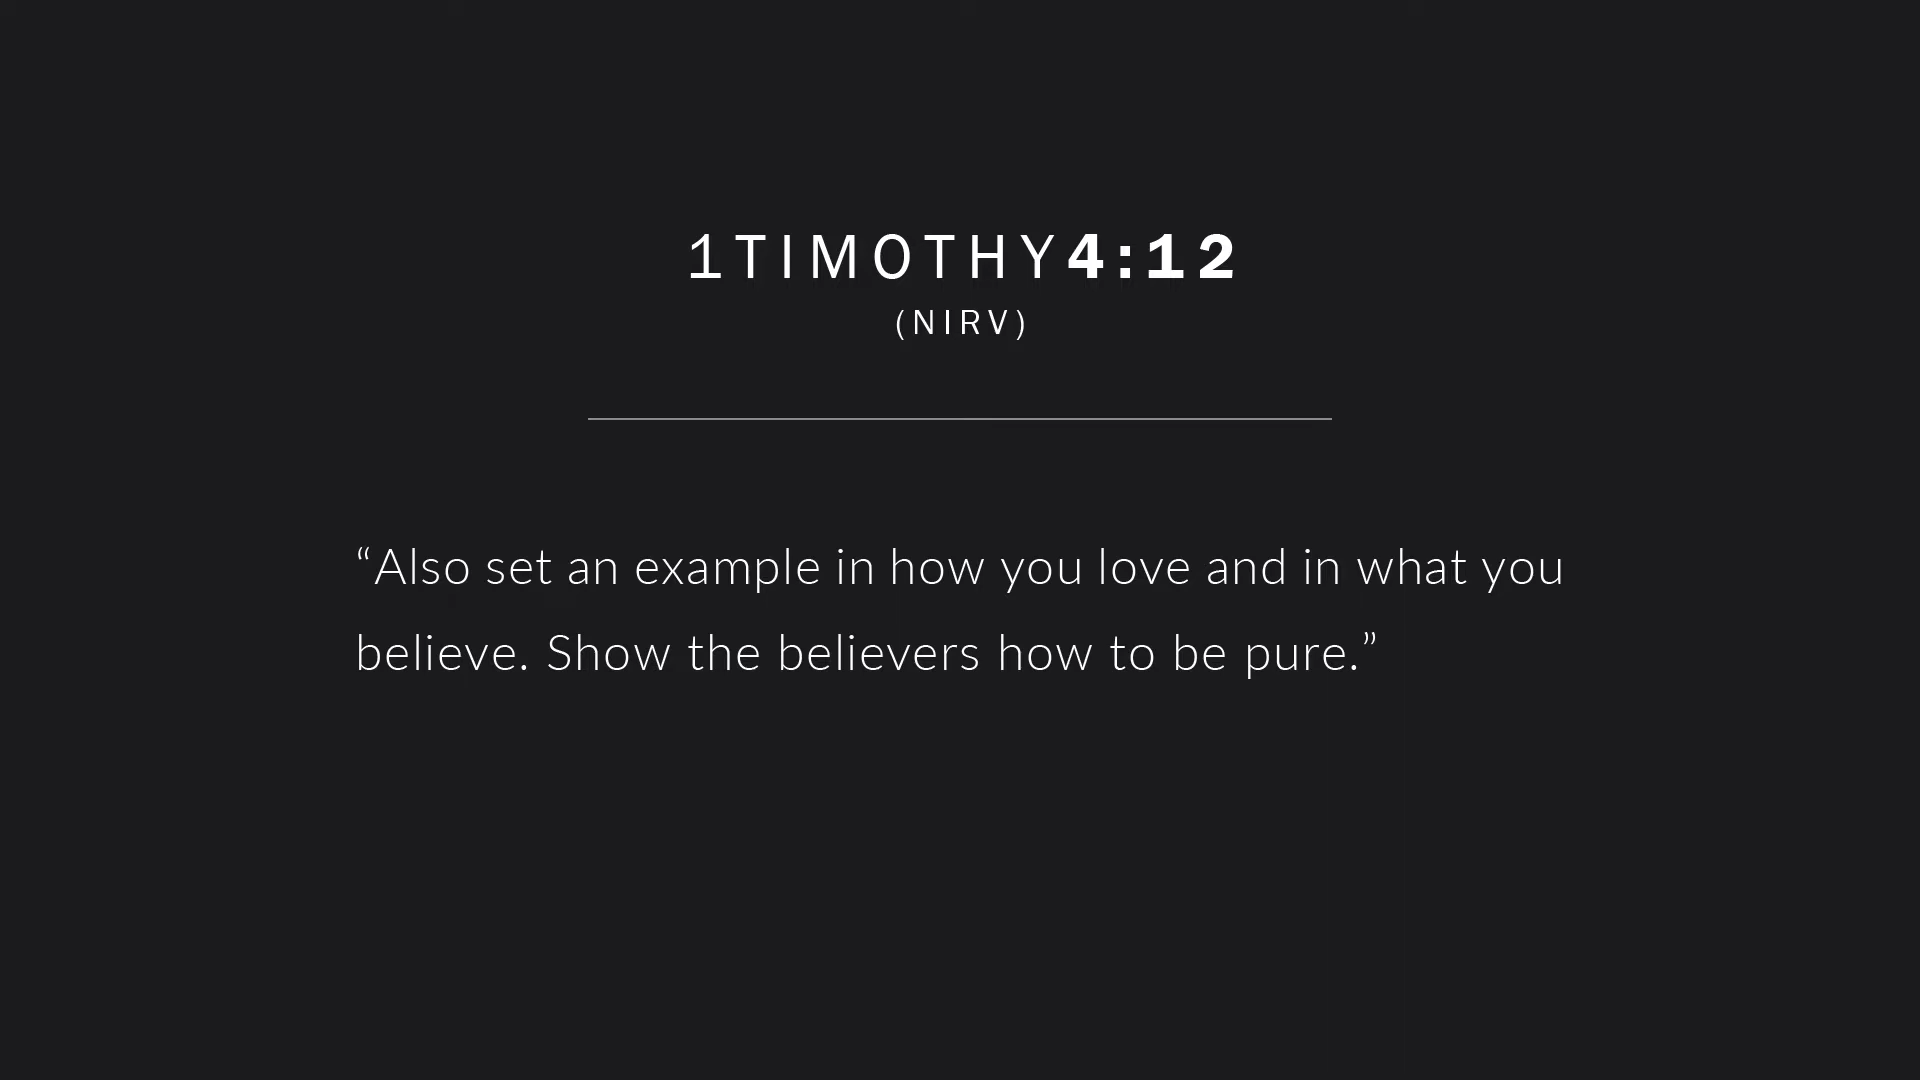 1TIMOTHY4:12
(NIRV)
“Also set an example in how you love and in what you
believe. Show the believers how to be pure.”